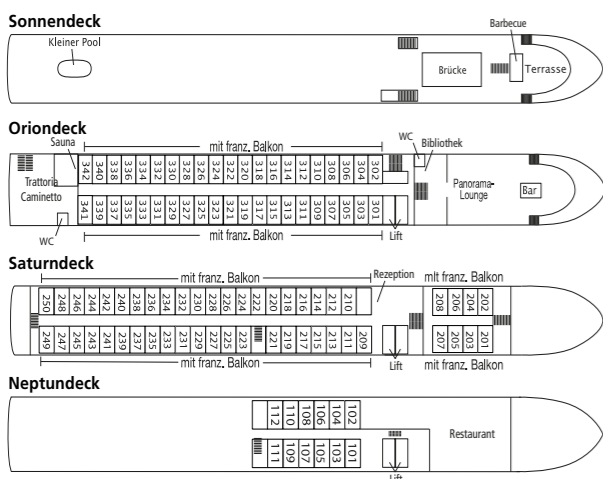 Sonnendeck
Kleiner Pool
Barbecue
Brücke
Terrasse
Oriondeck
Sauna
mit franz. Balkon
WC
Bibliothek
342 340 338 336 334 332 330 328 326 324 322 320 318 316 314 312 310 308 306 304 302
Trattoria
Caminetto
Panorama-
Lounge
Bar
341 339 337 335 333 331 329 327 325 323 321 319 317 315 313 311 309 307 305 303 301
WC
mit franz. Balkon
Lift
Saturndeck
mit franz. Balkon
Rezeption
mit franz. Balkon
250 248 246 244 242 240 238 236 234 232 230 228 226 224 222 220 218 216 214 212 210
208 206 204 202
249 247 245 243 241 239 237 235 233 231 229 227 225 223 221 219 217 215 213 211 209
207 205 203 201
mit franz. Balkon
Lift
mit franz. Balkon
Neptundeck
112 110 108 106 104 102
Restaurant
111 109 107 105 103 101
Lift